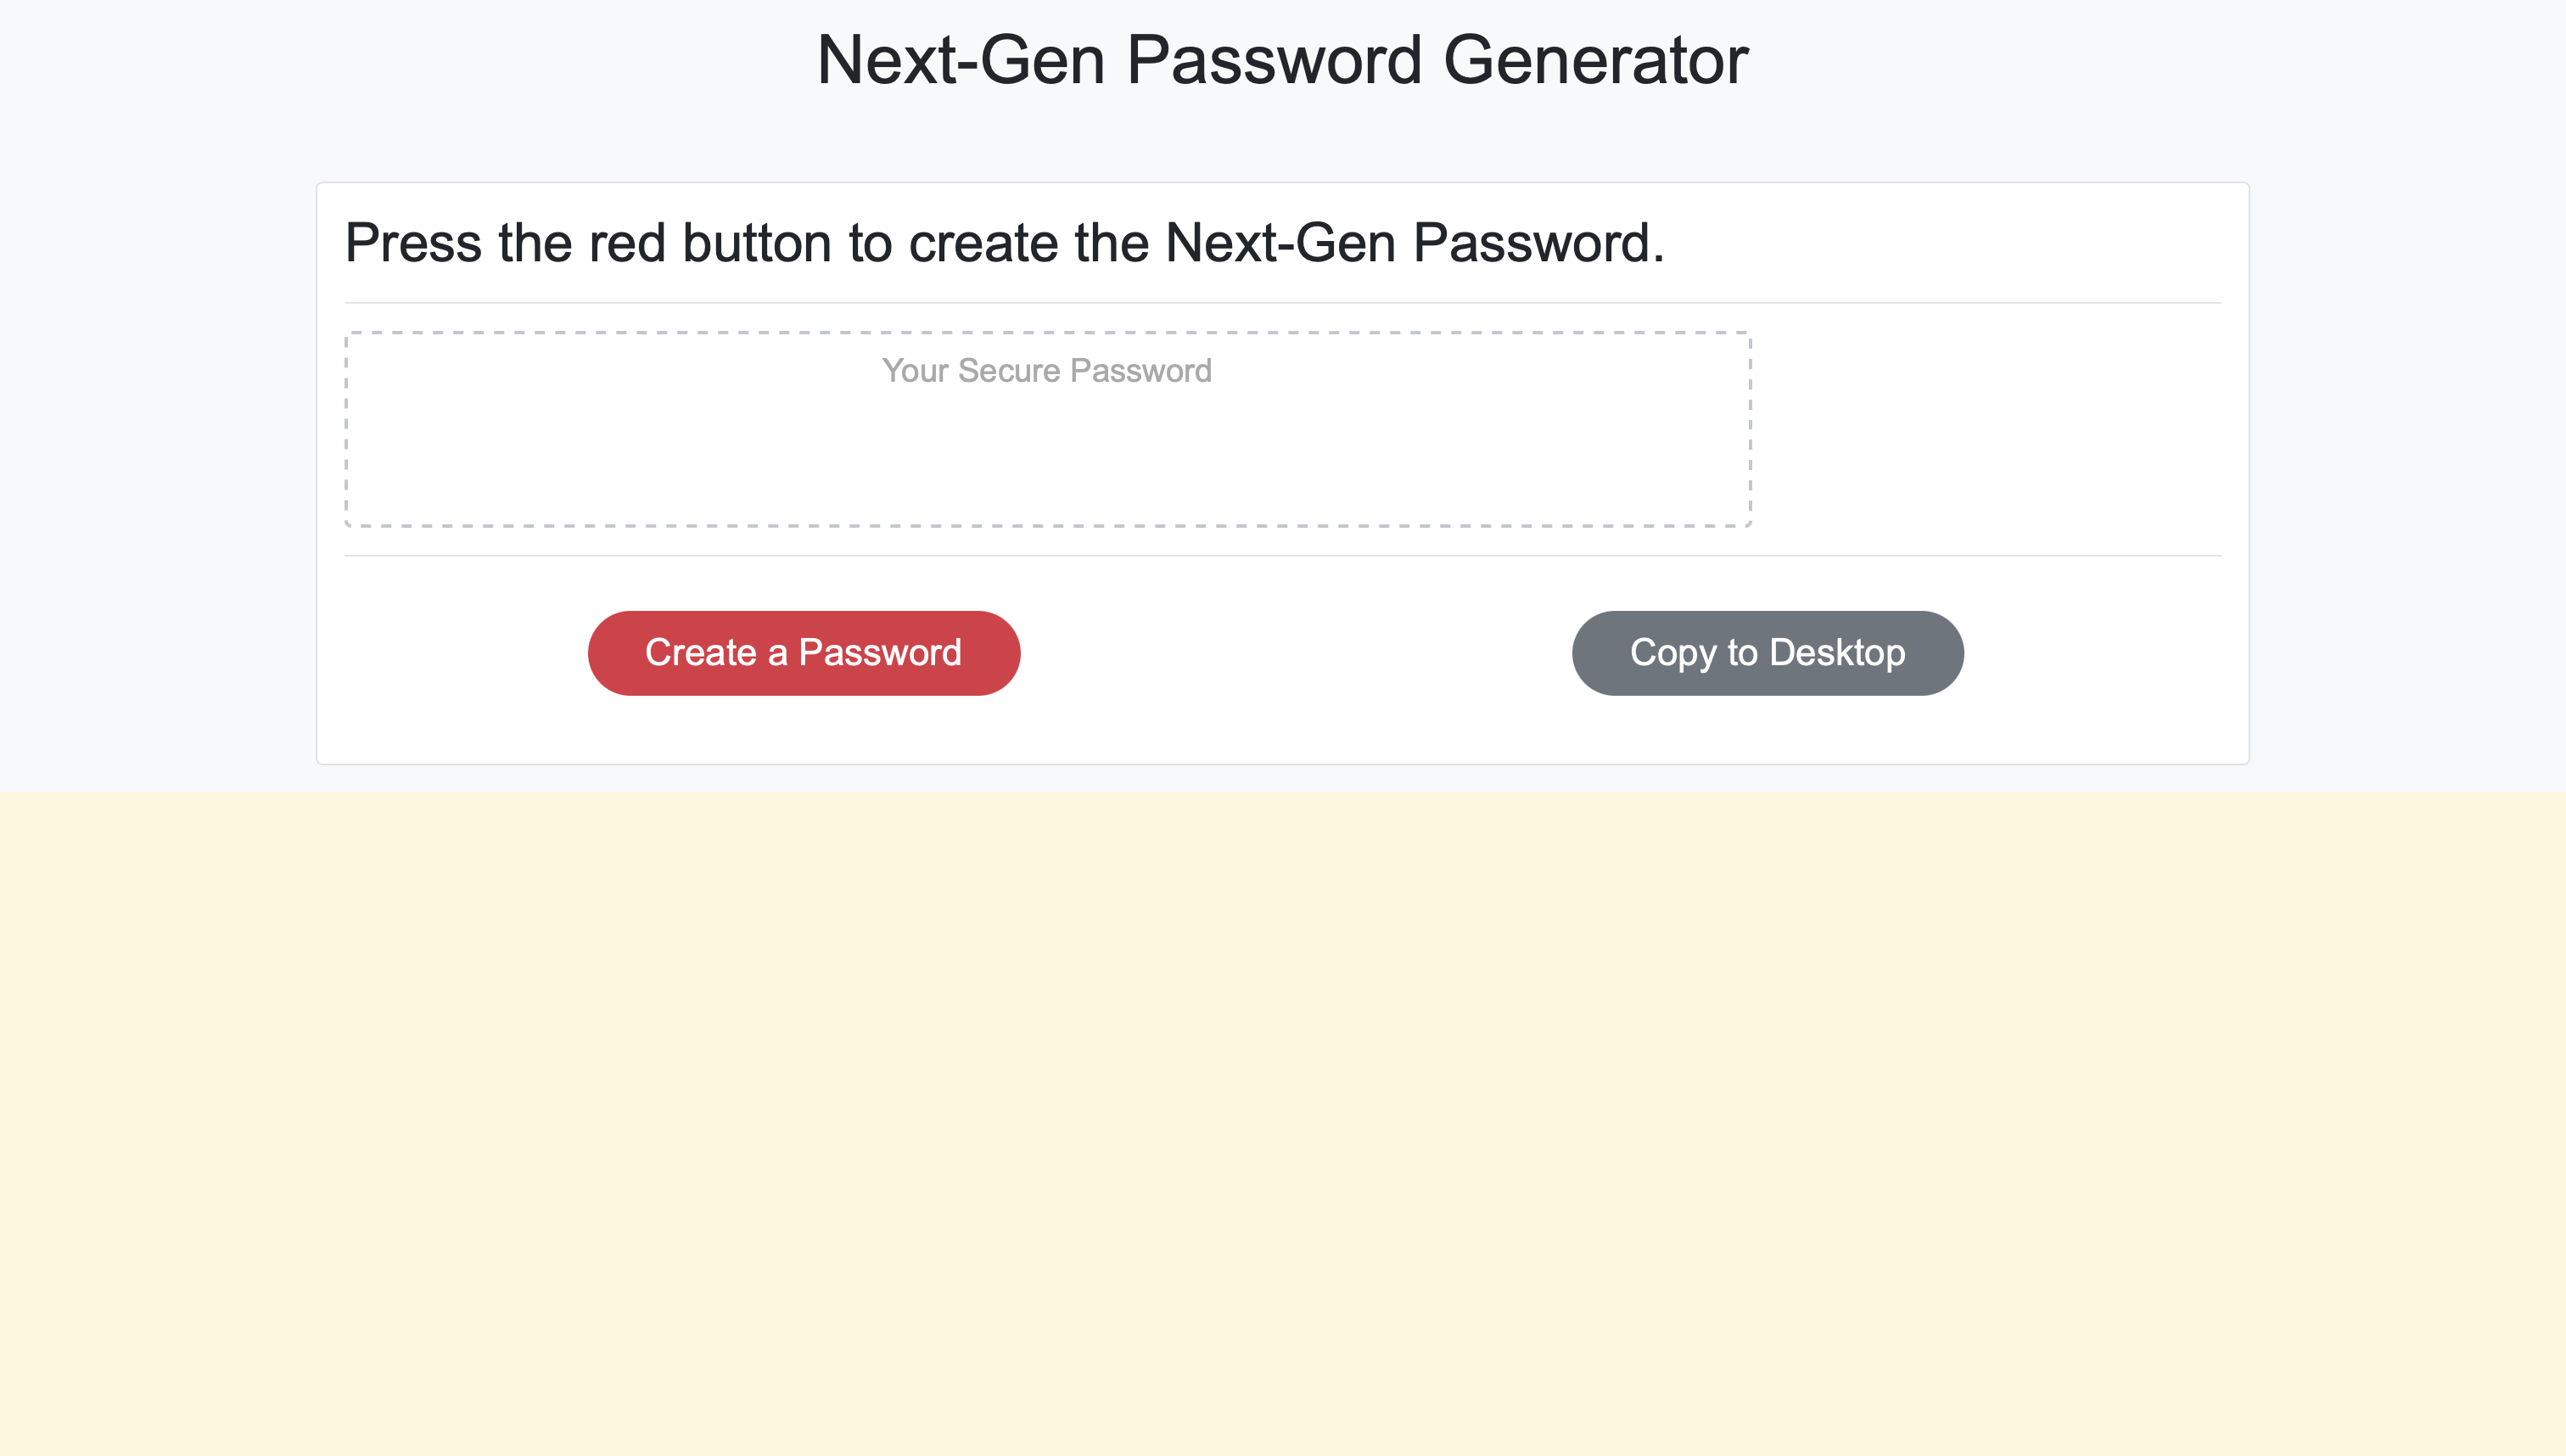 Next-Gen Password Generator
Press the red button to create the Next-Gen Password.
Your Secure Password
Create a Password
Copy to Desktop